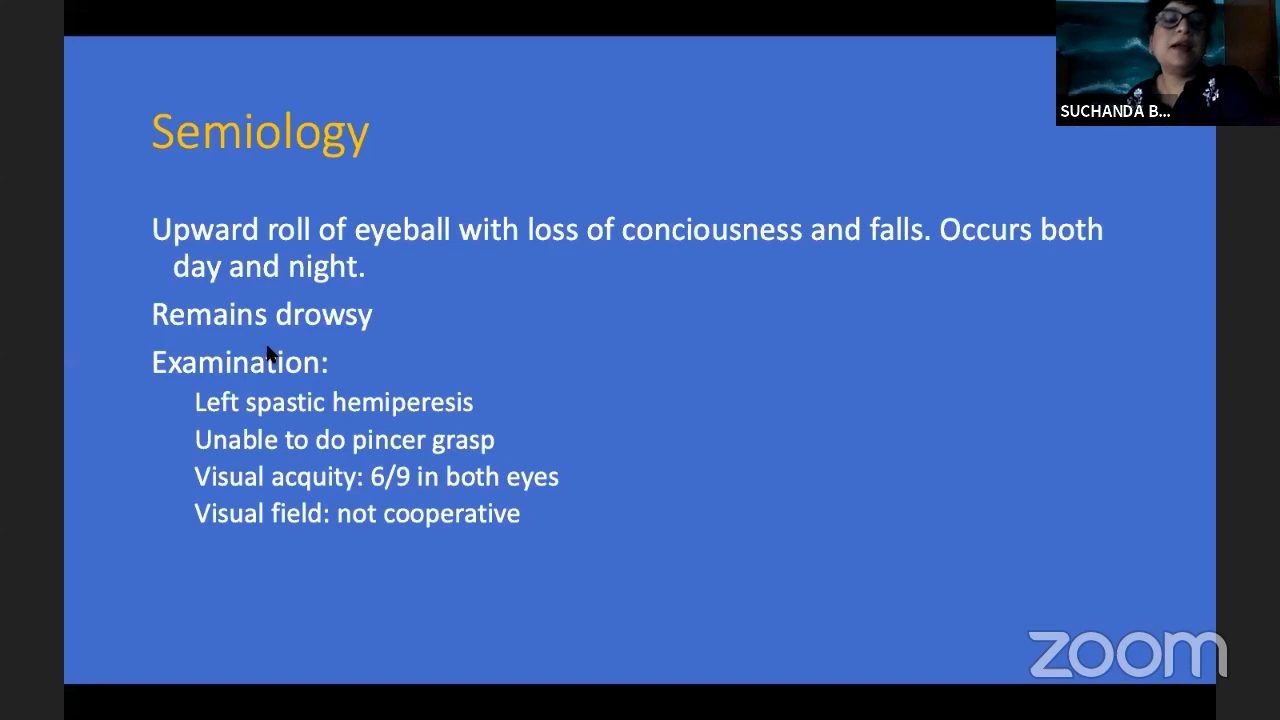 SUCHANDA B...
Semiology
Upward roll of eyeball with loss of conciousness and falls. Occurs both
day and night.
Remains drowsy
Examination:
Left spastic hemiperesis
Unable to do pincer grasp
Visual acquity: 6/9 in both eyes
Visual field: not cooperative
zoom